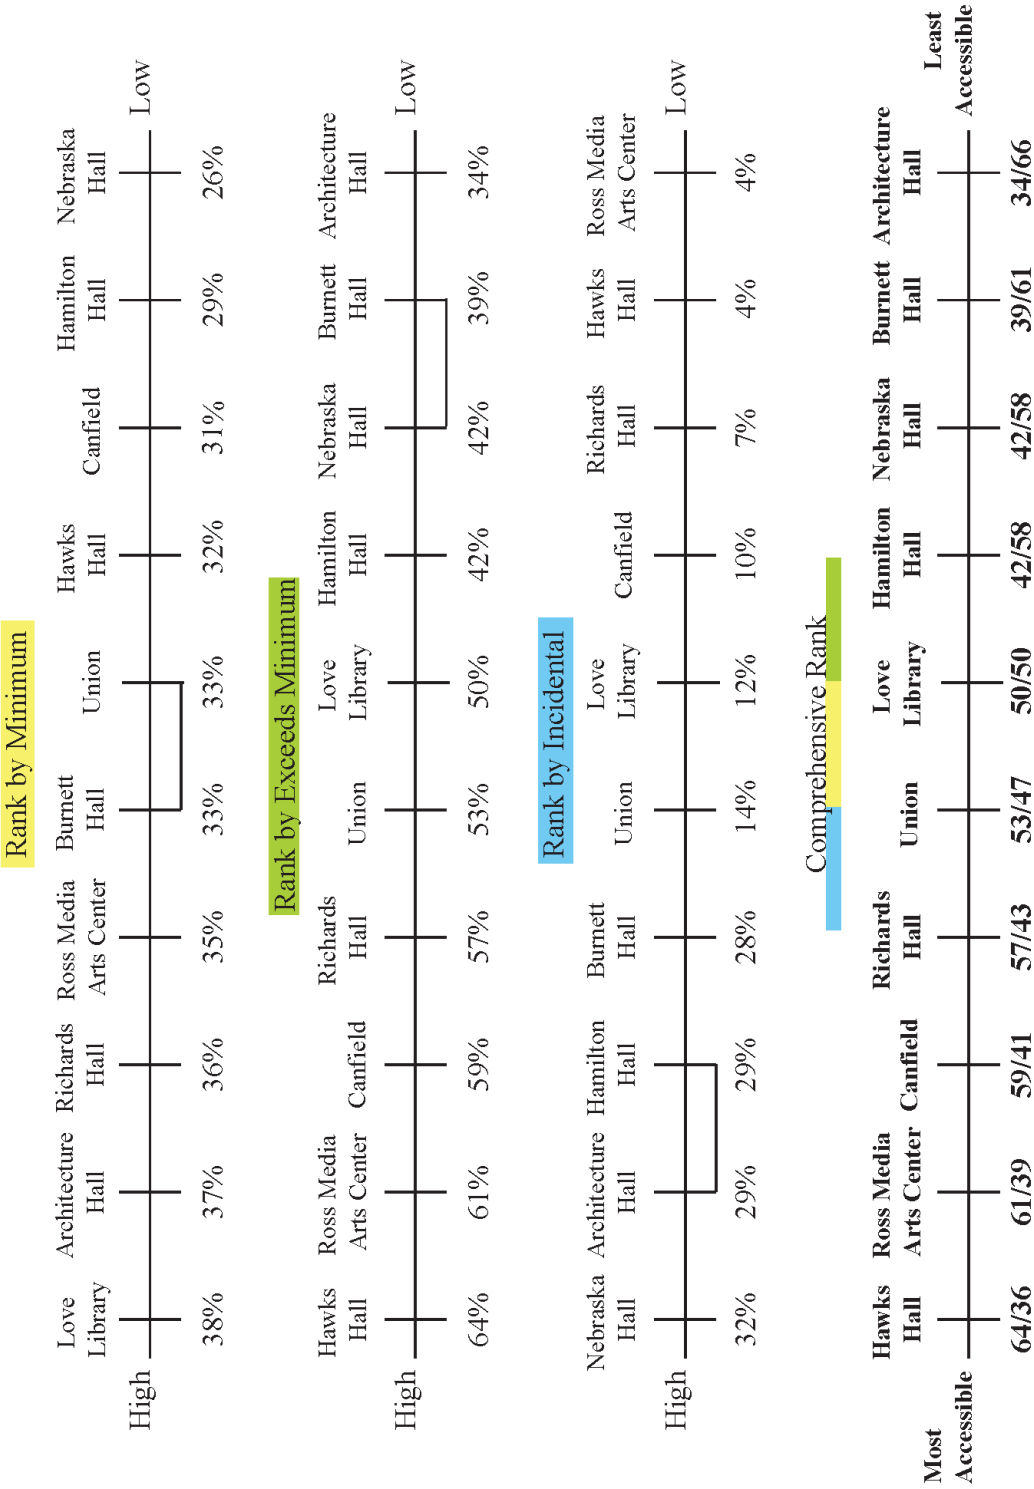 Rank by Minimum
Love
Library
Architecture
Hall
Richards
Hall
Ross Media
Arts Center
Burnett
Hall
Union
Hawks
Hall
Canfield
Hamilton
Hall
Nebraska
Hall
High
Low
38%
37%
36%
35%
33%
33%
32%
31%
29%
26%
Rank by Exceeds Minimum
Hawks
Hall
Ross Media
Arts Center
Canfield
Richards
Hall
Union
Love
Library
Hamilton
Hall
Nebraska
Hall
Burnett
Hall
Architecture
Hall
High
Low
64%
61%
59%
57%
53%
50%
42%
42%
39%
34%
Rank by Incidental
Nebraska
Hall
Architecture
Hall
Hamilton
Hall
Burnett
Hall
Union
Love
Library
Canfield
Richards
Hall
Hawks
Hall
Ross Media
Arts Center
High
Low
32%
29%
29%
28%
14%
12%
10%
7%
4%
4%
Comprehensive Rank
Hawks
Hall
Ross Media
Arts Center
Canfield
Richards
Hall
Union
Love
Library
Hamilton
Hall
Nebraska
Hall
Burnett
Hall
Architecture
Hall
Most
Accessible
Least
Accessible
64/36
61/39
59/41
57/43
53/47
50/50
42/58
42/58
39/61
34/66